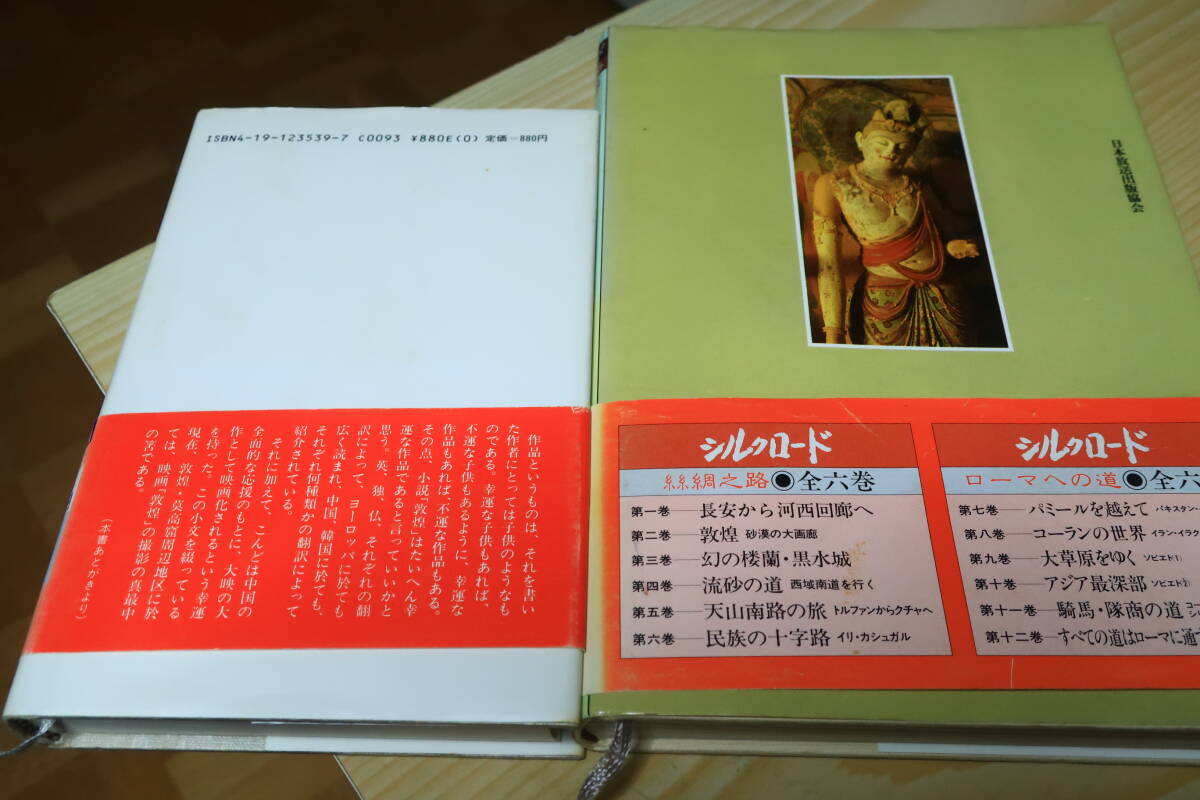 ISBN4-19-123539-7 C0093 ¥880E(0) 定価=880円
作品というものは、それを書い
た作者にとっては子供のようなも
のである。幸運な子供もあれば、
不運な子供もあるように、幸運な
作品もあれば、不運な作品もある。
その点、小説『敦煌』はたいへん幸
運な作品であると言っていいかと
思う。英、独、仏、それぞれの翻
訳によって、ヨーロッパに於ても
広く読まれ、中国、韓国に於ても、
それぞれ何種類かの翻訳によって
紹介されている。
それに加えて、こんどは中国の
全面的な応援のもとに、大映の大
作として映画化されるという幸運
を持った。この小文を綴っている
現在、敦煌・莫高窟周辺地区に於
ては、映画『敦煌』の撮影の真最中
の筈である。
(本書あとがきより)
日本放送出版協会
シルクロード
絲綢之路●全六巻
第一巻—長安から河西回廊へ
第二巻—敦煌 砂漠の大画廊
第三巻—幻の楼蘭・黒水城
第四巻—流砂の道 西域南道を行く
第五巻—天山南路の旅 トルファンからクチャへ
第六巻—民族の十字路 イリ・カシュガル
シルクロード
ローマへの道●全六
第七巻—パミールを越えて パキスタン・
第八巻—コーランの世界 イラン・イラク
第九巻—大草原をゆく ソビエト(1)
第十巻—アジア最深部 ソビエト(2)
第十一巻—騎馬・隊商の道
第十二巻—すべての道はローマに通